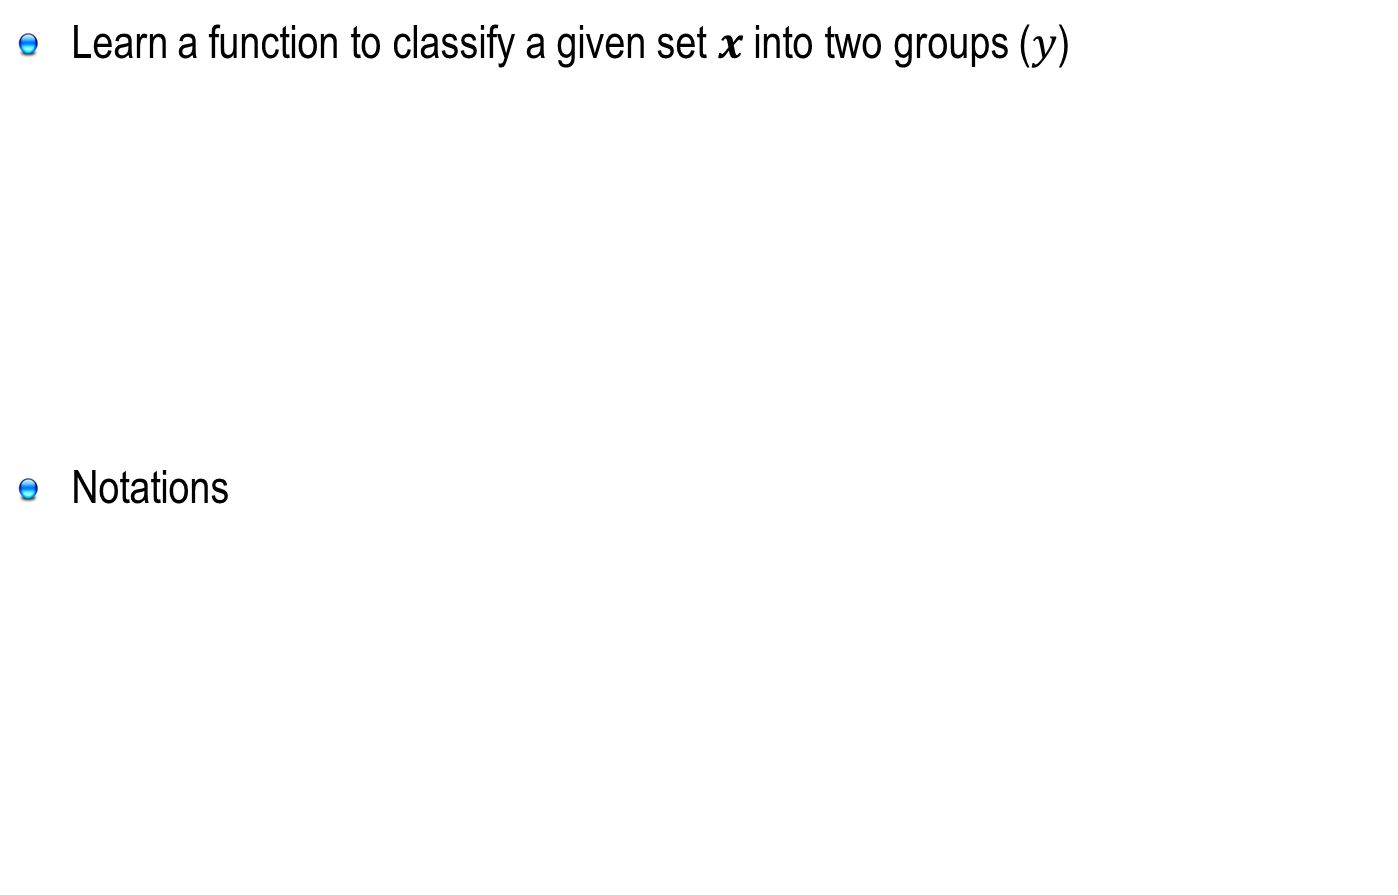 Learn a function to classify a given set x into two groups (y)
Notations